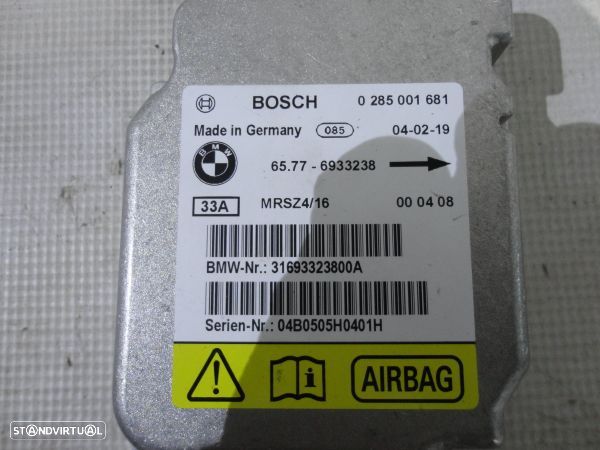 BOSCH 0 285 001 681
Made in Germany 085 04-02-19
BMW 65.77 - 6933238
33A MRSZ4/16 00 04 08
BMW-Nr.: 31693323800A
Serien-Nr.: 04B0505H0401H
AIRBAG
STANDVIRTUAL